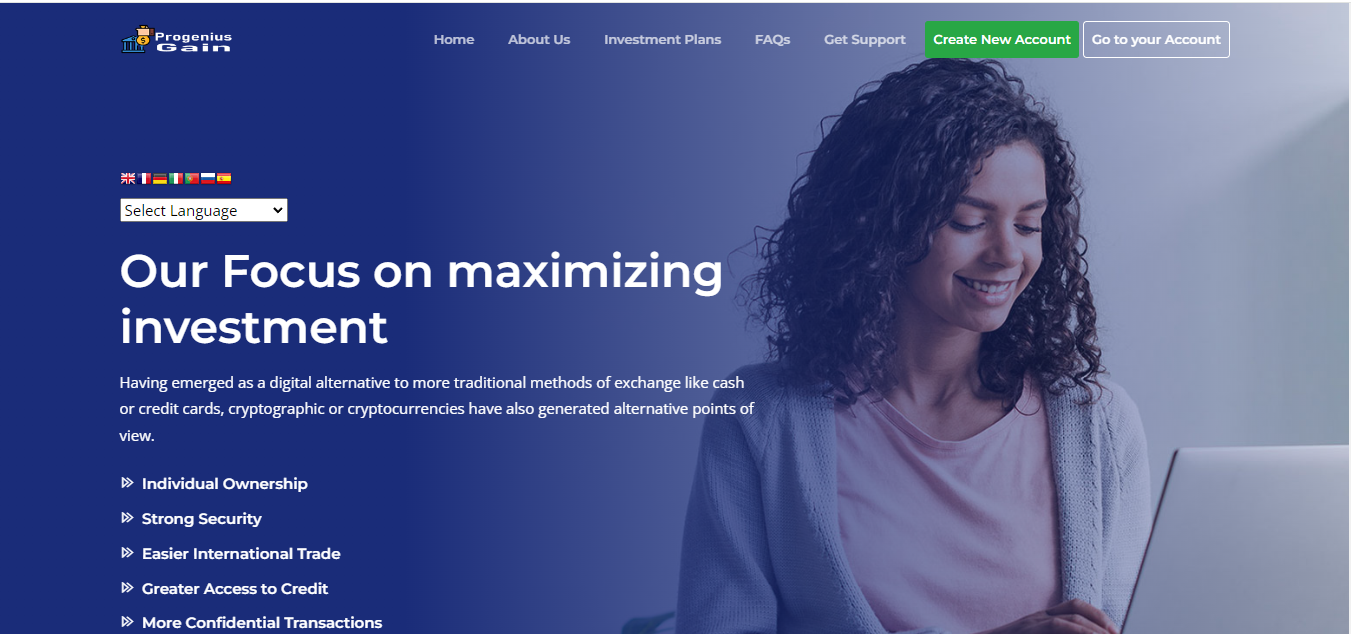 Progenius
Gain
Home
About Us
Investment Plans
FAQs
Get Support
Create New Account
Go to your Account
Select Language
Our Focus on maximizing
investment
Having emerged as a digital alternative to more traditional methods of exchange like cash
or credit cards, cryptographic or cryptocurrencies have also generated alternative points of
view.
Individual Ownership
Strong Security
Easier International Trade
Greater Access to Credit
More Confidential Transactions